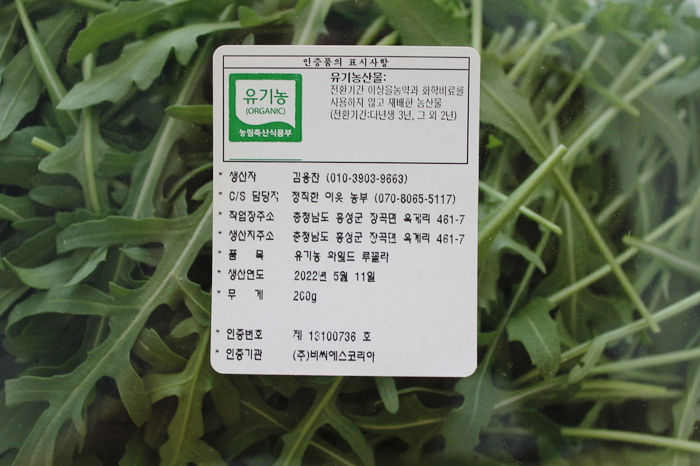 인증품의 표시사항
유기농
(ORGANIC)
농림축산식품부
유기농산물:
전환기간 이상을농약과 화학비료를
사용하지 않고 재배한 농산물
(전환기간:다년생 3년, 그 외 2년)
* 생산자 김용찬 (010-3903-9663)
* C/S 담당자 정직한 이웃 농부 (070-8065-5117)
* 작업장주소 충청남도 홍성군 장곡면 옥계리 461-7
* 생산지주소 충청남도 홍성군 장곡면 옥계리 461-7
* 품 목 유기농 와일드 루꼴라
* 생산연도 2022년 5월 11일
* 무 게 200g
* 인증번호 제 13100736 호
* 인증기관 (주)비씨에스코리아